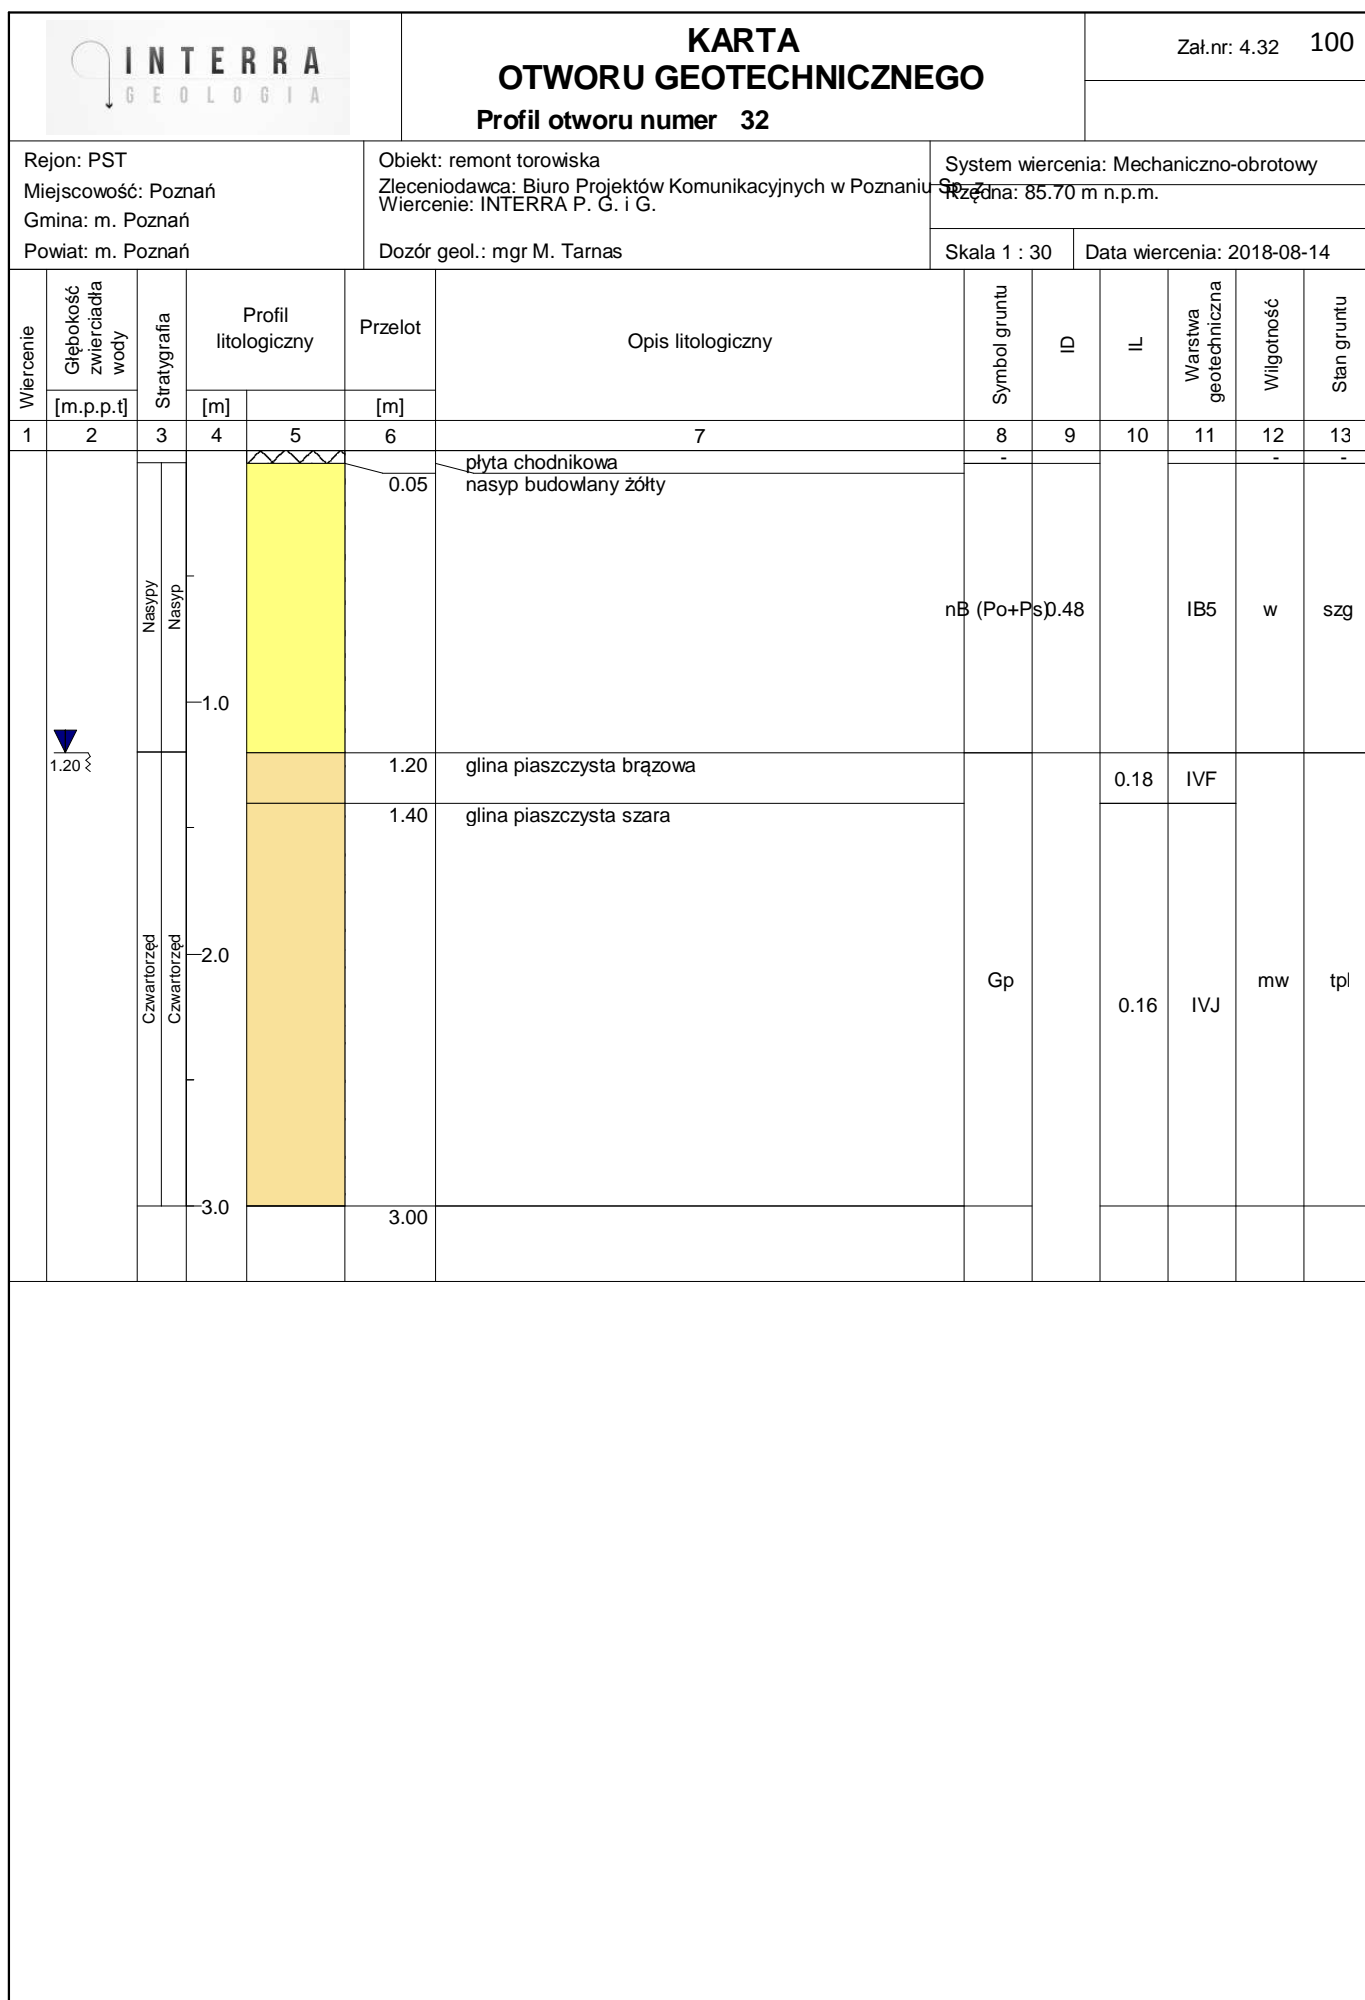 INTERRA
GEOLOGIA
KARTA
OTWORU GEOTECHNICZNEGO
Profil otworu numer 32
Zał.nr: 4.32 100
Rejon: PST
Miejscowość: Poznań
Gmina: m. Poznań
Powiat: m. Poznań
Obiekt: remont torowiska
Zleceniodawca: Biuro Projektów Komunikacyjnych w Poznaniu Sp. z
Wiercenie: INTERRA P. G. i G.
Dozór geol.: mgr M. Tarnas
System wiercenia: Mechaniczno-obrotowy
Rzędna: 85.70 m n.p.m.
Skala 1 : 30
Data wiercenia: 2018-08-14
Wiercenie
Głębokość
zwierciadła
wody
[m.p.p.t]
Stratygrafia
Profil
litologiczny
[m]
Przelot
[m]
Opis litologiczny
Symbol gruntu
ID
IL
Warstwa
geotechniczna
Wilgotność
Stan gruntu
1 2 3 4 5 6 7 8 9 10 11 12 13
płyta chodnikowa - - -
0.05 nasyp budowlany żółty
Nasypy
Nasyp
nB (Po+Ps) 0.48 IB5 w szg
1.0
1.20
1.20 glina piaszczysta brązowa
0.18 IVF
1.40 glina piaszczysta szara
Czwartorzęd
Czwartorzęd
2.0
Gp mw tpl
0.16 IVJ
3.0
3.00